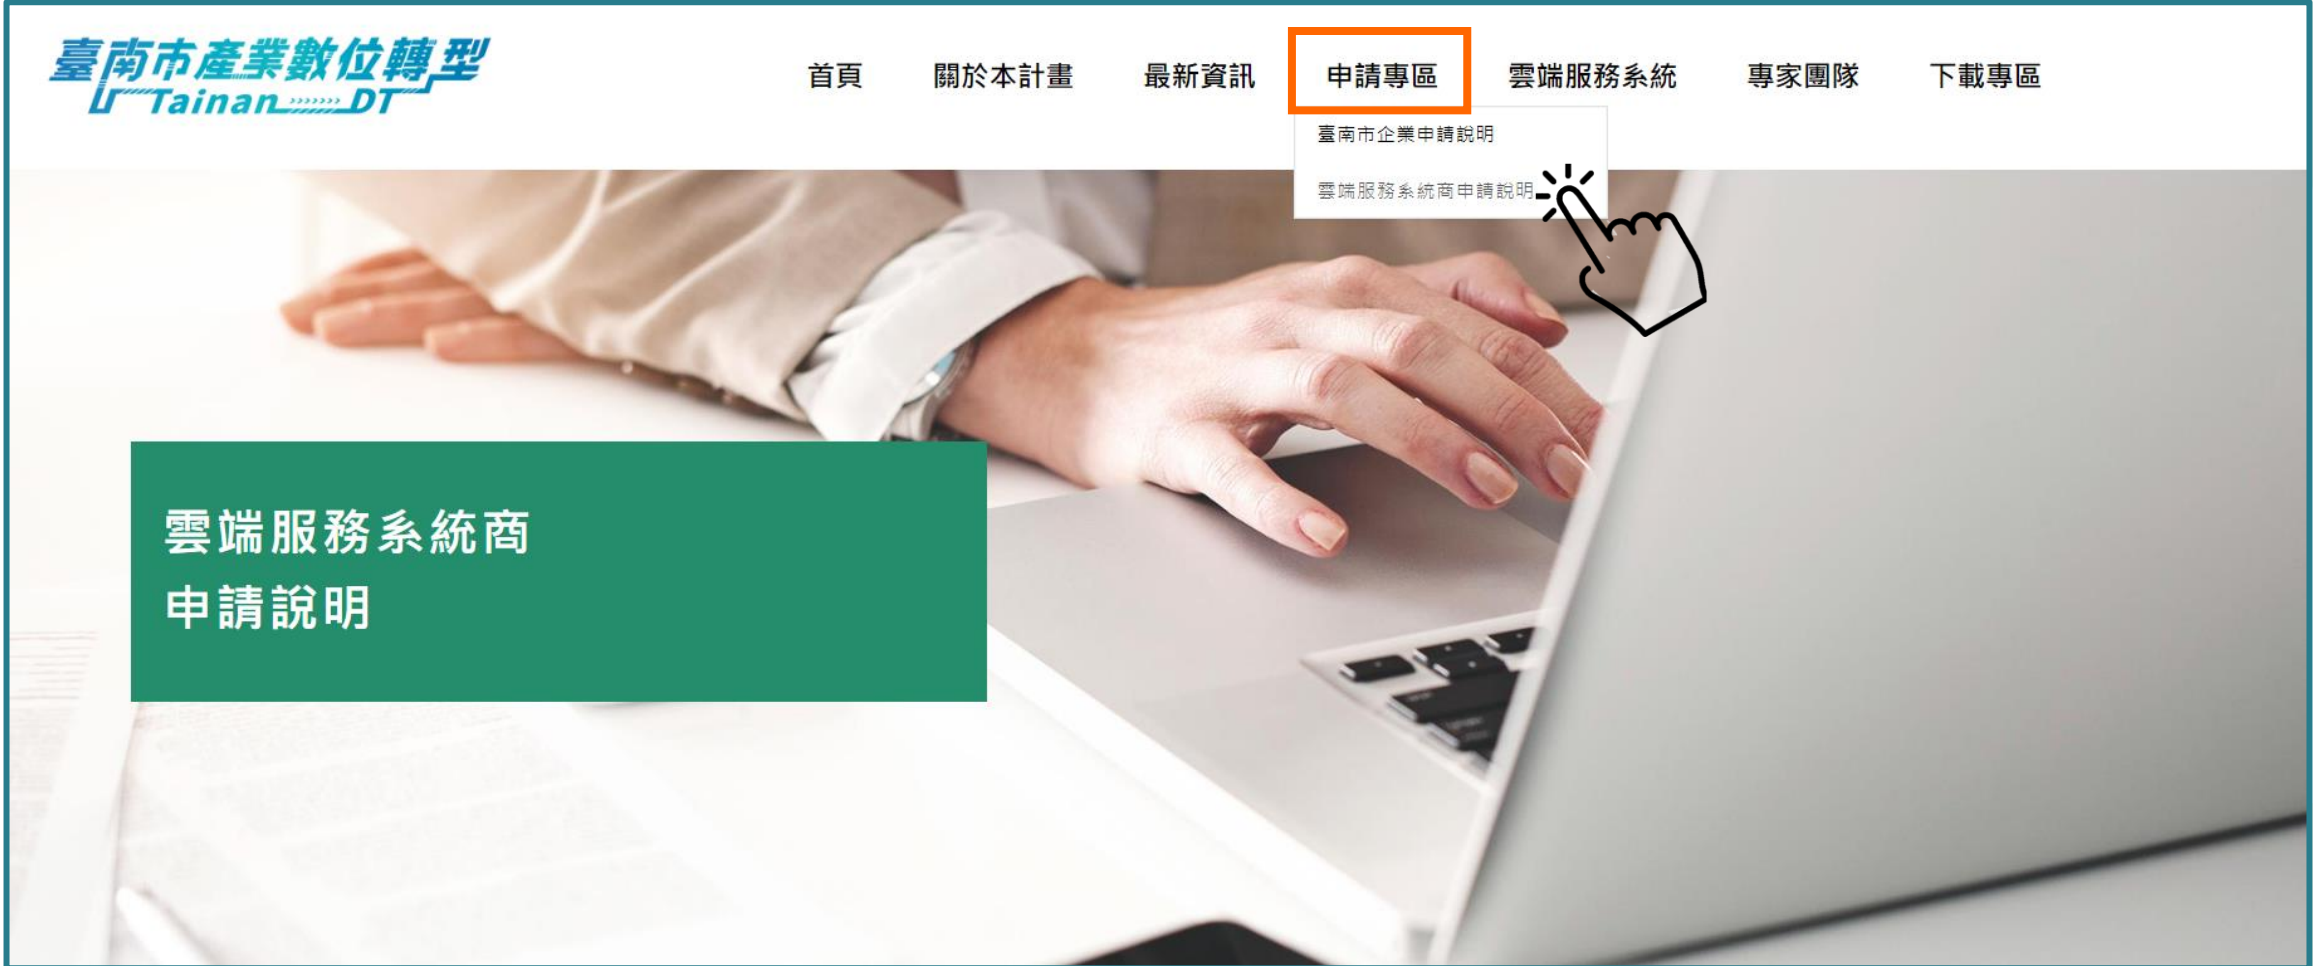 臺南市產業數位轉型
Tainan DT
首頁 關於本計畫 最新資訊 申請專區 雲端服務系統 專家團隊 下載專區
臺南市企業申請說明
雲端服務系統商申請說明
雲端服務系統商
申請說明